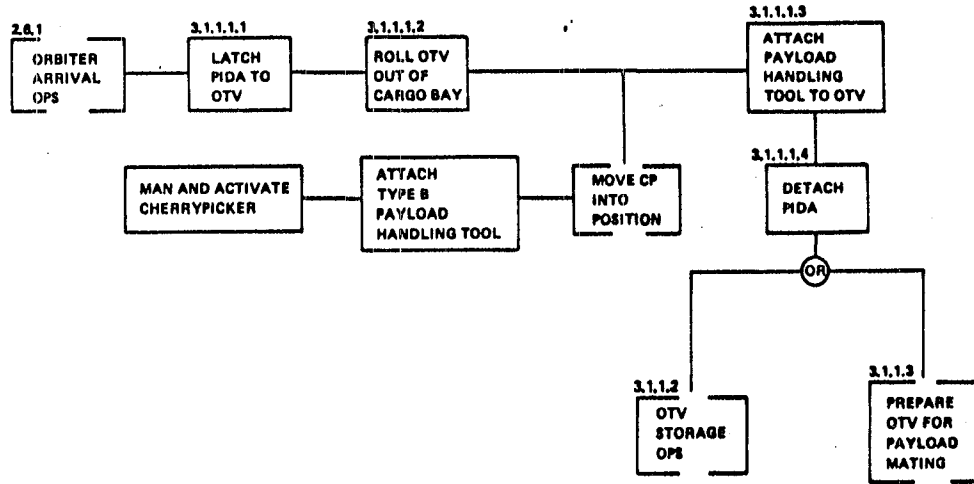 2.6.1
ORBITER
ARRIVAL
OPS
3.1.1.1.1
LATCH
PIDA TO
OTV
3.1.1.1.2
ROLL OTV
OUT OF
CARGO BAY
3.1.1.1.3
ATTACH
PAYLOAD
HANDLING
TOOL TO OTV
MAN AND ACTIVATE
CHERRYPICKER
ATTACH
TYPE B
PAYLOAD
HANDLING TOOL
MOVE CP
INTO
POSITION
3.1.1.1.4
DETACH
PIDA
OR
3.1.1.2
OTV
STORAGE
OPS
3.1.1.3
PREPARE
OTV FOR
PAYLOAD
MATING